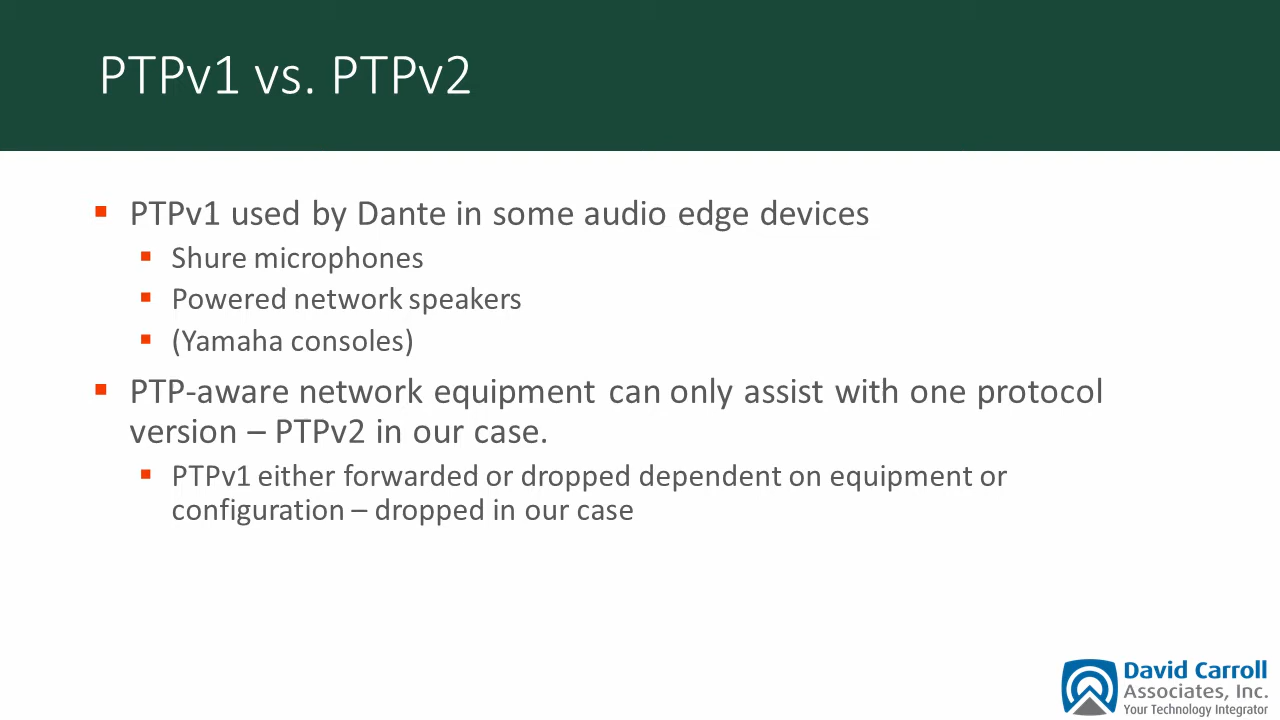 PTPv1 vs. PTPv2
PTPv1 used by Dante in some audio edge devices
Shure microphones
Powered network speakers
(Yamaha consoles)
PTP-aware network equipment can only assist with one protocol
version – PTPv2 in our case.
PTPv1 either forwarded or dropped dependent on equipment or
configuration – dropped in our case
David Carroll
Associates, Inc.
Your Technology Integrator